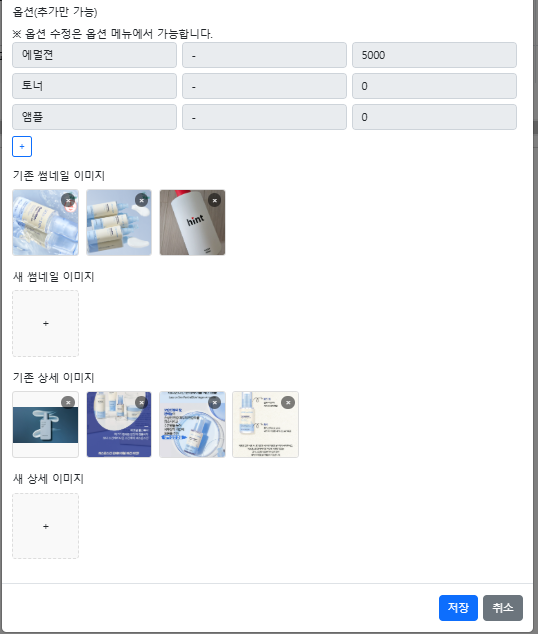 옵션(추가만 가능)
※ 옵션 수정은 옵션 메뉴에서 가능합니다.
에멀젼 - 5000
토너 - 0
앰플 - 0
+
기존 썸네일 이미지
× × ×
hint
새 썸네일 이미지
+
기존 상세 이미지
× × × ×
새 상세 이미지
+
저장 취소